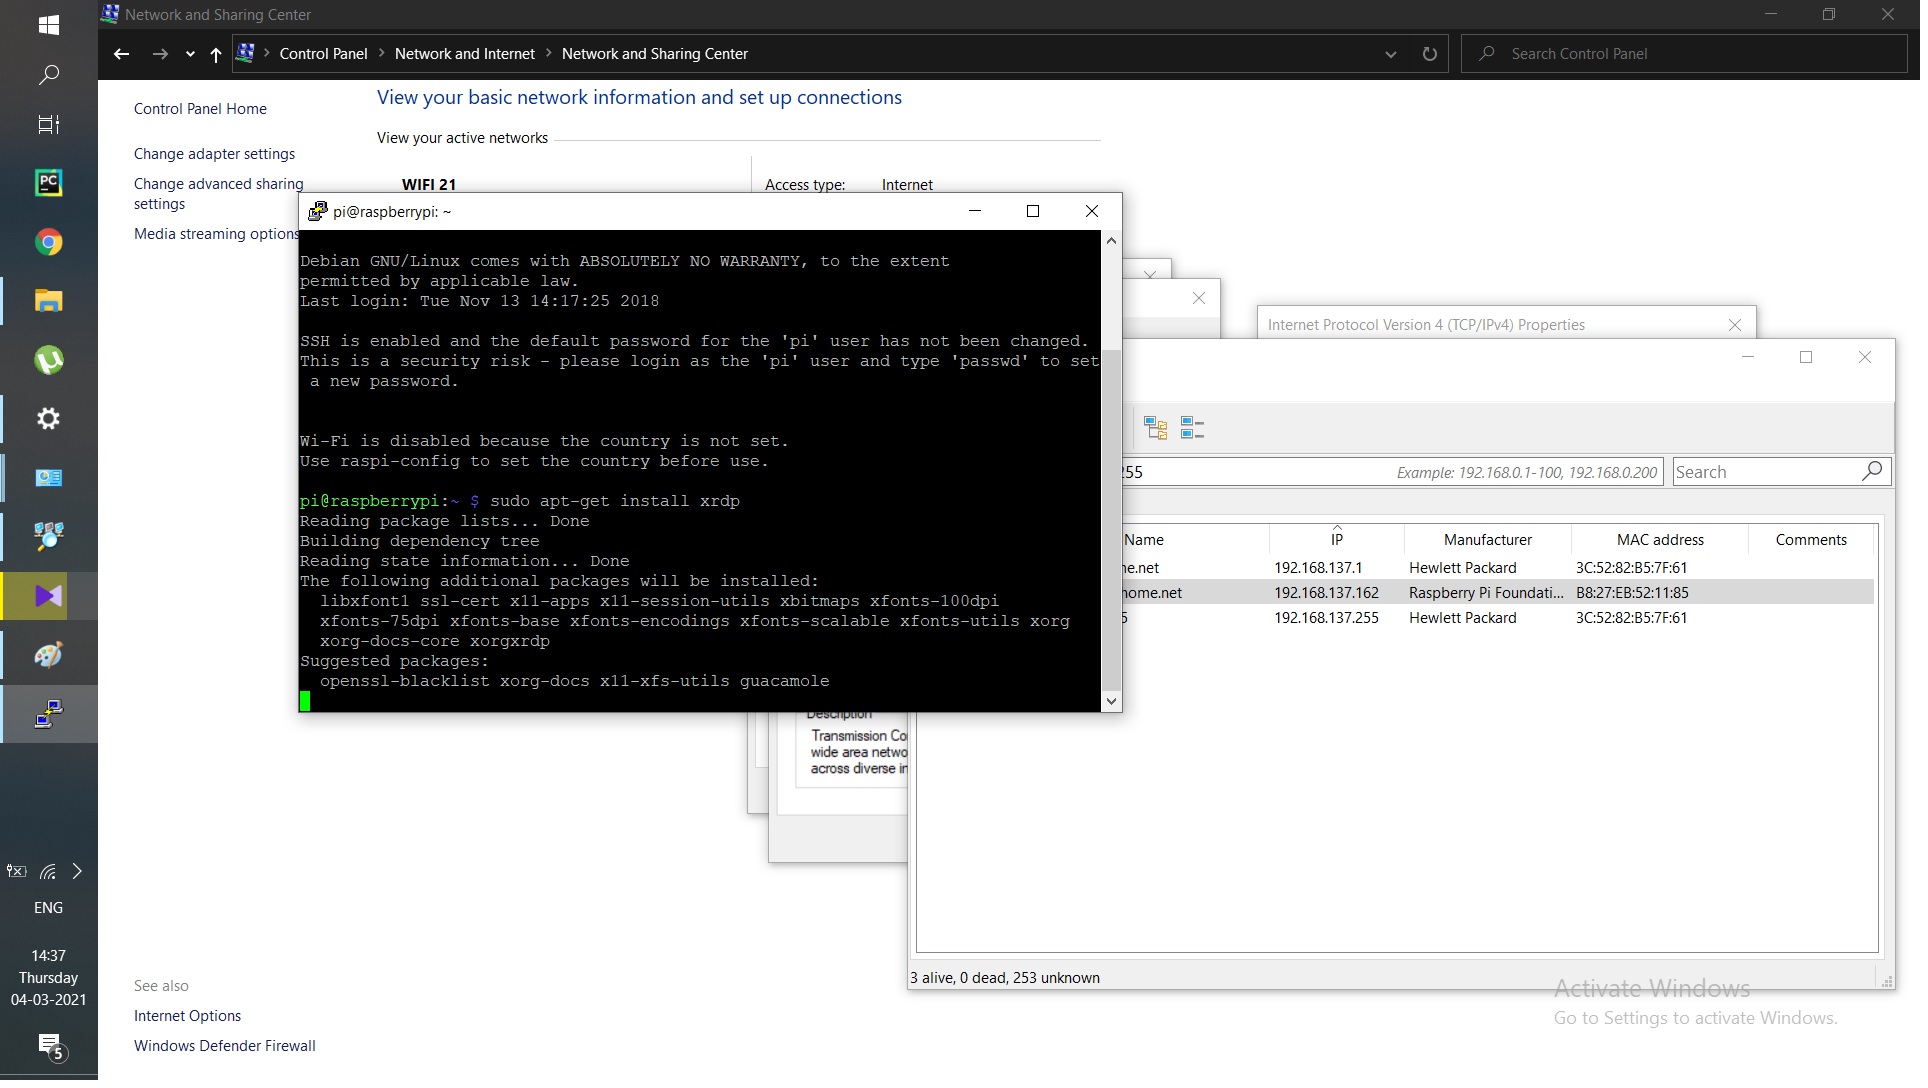 Network and Sharing Center
Control Panel > Network and Internet > Network and Sharing Center
Search Control Panel
Control Panel Home
Change adapter settings
Change advanced sharing
settings
Media streaming options
View your basic network information and set up connections
View your active networks
WIFI 21
Access type: Internet
pi@raspberrypi: ~
Debian GNU/Linux comes with ABSOLUTELY NO WARRANTY, to the extent
permitted by applicable law.
Last login: Tue Nov 13 14:17:25 2018
SSH is enabled and the default password for the 'pi' user has not been changed.
This is a security risk - please login as the 'pi' user and type 'passwd' to set
a new password.
Wi-Fi is disabled because the country is not set.
Use raspi-config to set the country before use.
pi@raspberrypi:~ $ sudo apt-get install xrdp
Reading package lists... Done
Building dependency tree
Reading state information... Done
The following additional packages will be installed:
libxfont1 ssl-cert x11-apps x11-session-utils xbitmaps xfonts-100dpi
xfonts-75dpi xfonts-base xfonts-encodings xfonts-scalable xfonts-utils xorg
xorg-docs-core xorgxrdp
Suggested packages:
openssl-blacklist xorg-docs x11-xfs-utils guacamole
Internet Protocol Version 4 (TCP/IPv4) Properties
255
Example: 192.168.0.1-100, 192.168.0.200
Search
Name IP Manufacturer MAC address Comments
ne.net 192.168.137.1 Hewlett Packard 3C:52:82:B5:7F:61
home.net 192.168.137.162 Raspberry Pi Foundati... B8:27:EB:52:11:85
5 192.168.137.255 Hewlett Packard 3C:52:82:B5:7F:61
Description
Transmission Co
wide area netwo
across diverse in
3 alive, 0 dead, 253 unknown
Activate Windows
Go to Settings to activate Windows.
See also
Internet Options
Windows Defender Firewall
PC
ENG
14:37
Thursday
04-03-2021
5